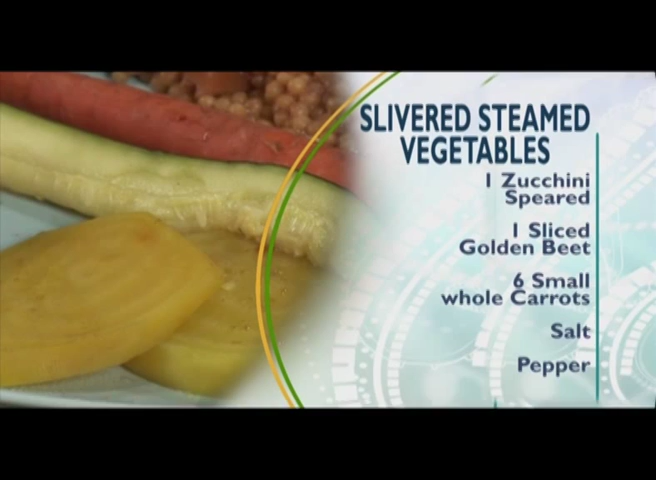 SLIVERED STEAMED
VEGETABLES
1 Zucchini
Speared
1 Sliced
Golden Beet
6 Small
whole Carrots
Salt
Pepper